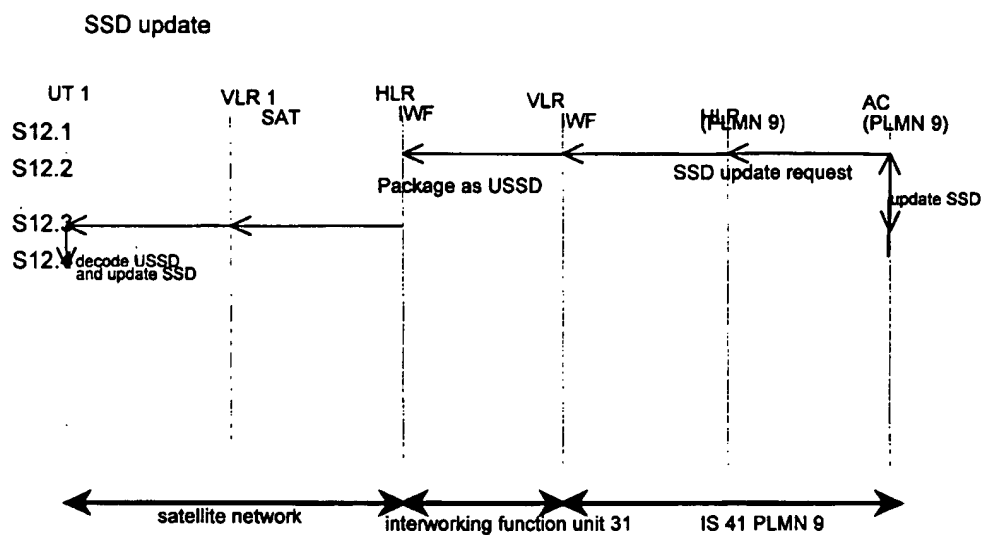 SSD update
UT 1
VLR 1
SAT
HLR
IWF
VLR
IWF
HLR
(PLMN 9)
AC
(PLMN 9)
S12.1
S12.2
Package as USSD
SSD update request
update SSD
S12.3
S12.4
decode USSD
and update SSD
satellite network
interworking function unit 31
IS 41 PLMN 9